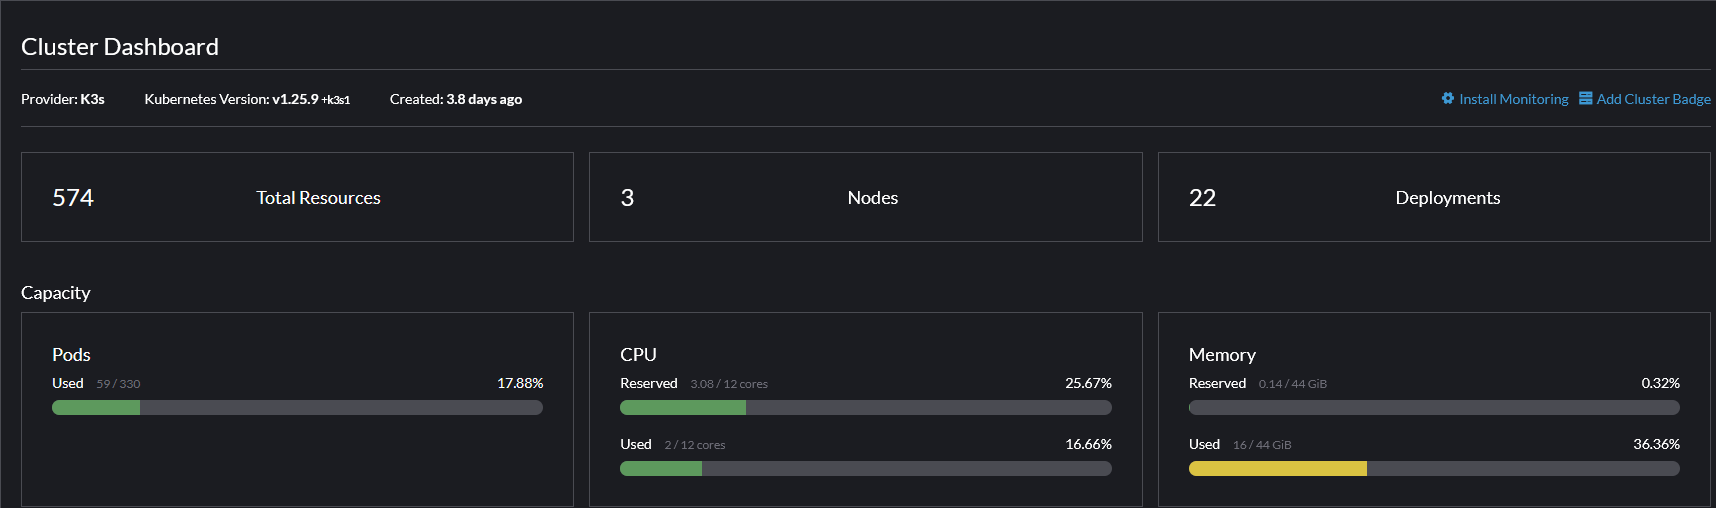 Cluster Dashboard
Provider: K3s Kubernetes Version: v1.25.9 +k3s1 Created: 3.8 days ago Install Monitoring Add Cluster Badge
574 Total Resources 3 Nodes 22 Deployments
Capacity
Pods
Used 59 / 330 17.88%
CPU
Reserved 3.08 / 12 cores 25.67%
Used 2 / 12 cores 16.66%
Memory
Reserved 0.14 / 44 GiB 0.32%
Used 16 / 44 GiB 36.36%